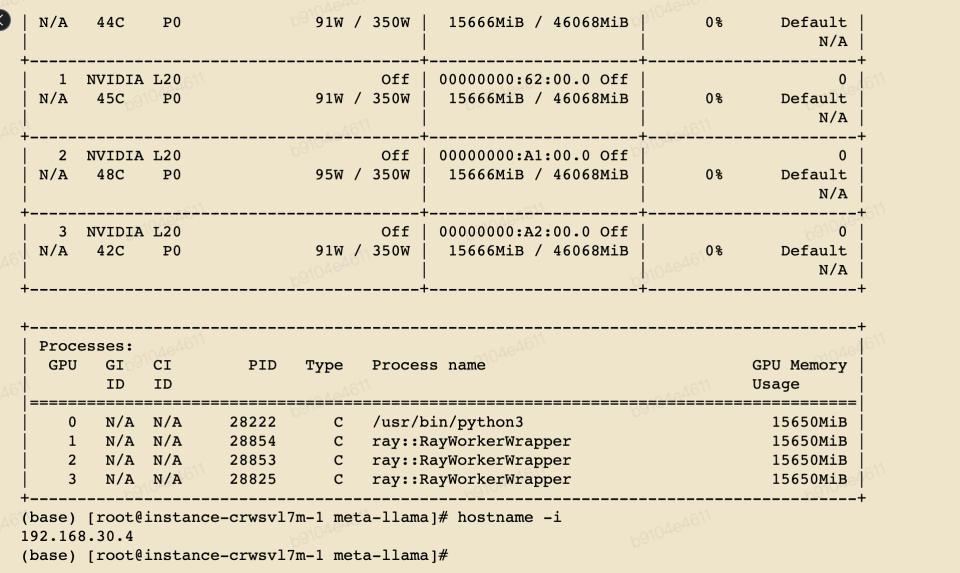 | N/A   44C    P0              91W / 350W |  15666MiB / 46068MiB |      0%      Default |
|                                         |                      |                  N/A |
+-----------------------------------------+----------------------+----------------------+
|   1  NVIDIA L20                     Off | 00000000:62:00.0 Off |                    0 |
| N/A   45C    P0              91W / 350W |  15666MiB / 46068MiB |      0%      Default |
|                                         |                      |                  N/A |
+-----------------------------------------+----------------------+----------------------+
|   2  NVIDIA L20                     Off | 00000000:A1:00.0 Off |                    0 |
| N/A   48C    P0              95W / 350W |  15666MiB / 46068MiB |      0%      Default |
|                                         |                      |                  N/A |
+-----------------------------------------+----------------------+----------------------+
|   3  NVIDIA L20                     Off | 00000000:A2:00.0 Off |                    0 |
| N/A   42C    P0              91W / 350W |  15666MiB / 46068MiB |      0%      Default |
|                                         |                      |                  N/A |
+-----------------------------------------+----------------------+----------------------+
+---------------------------------------------------------------------------------------+
| Processes:                                                                            |
|  GPU   GI   CI        PID   Type   Process name                            GPU Memory |
|        ID   ID                                                             Usage      |
|=======================================================================================|
|    0   N/A  N/A     28222      C   /usr/bin/python3                          15650MiB |
|    1   N/A  N/A     28854      C   ray::RayWorkerWrapper                     15650MiB |
|    2   N/A  N/A     28853      C   ray::RayWorkerWrapper                     15650MiB |
|    3   N/A  N/A     28825      C   ray::RayWorkerWrapper                     15650MiB |
+---------------------------------------------------------------------------------------+
(base) [root@instance-crwsvl7m-1 meta-llama]# hostname -i
192.168.30.4
(base) [root@instance-crwsvl7m-1 meta-llama]#
b9104e4611